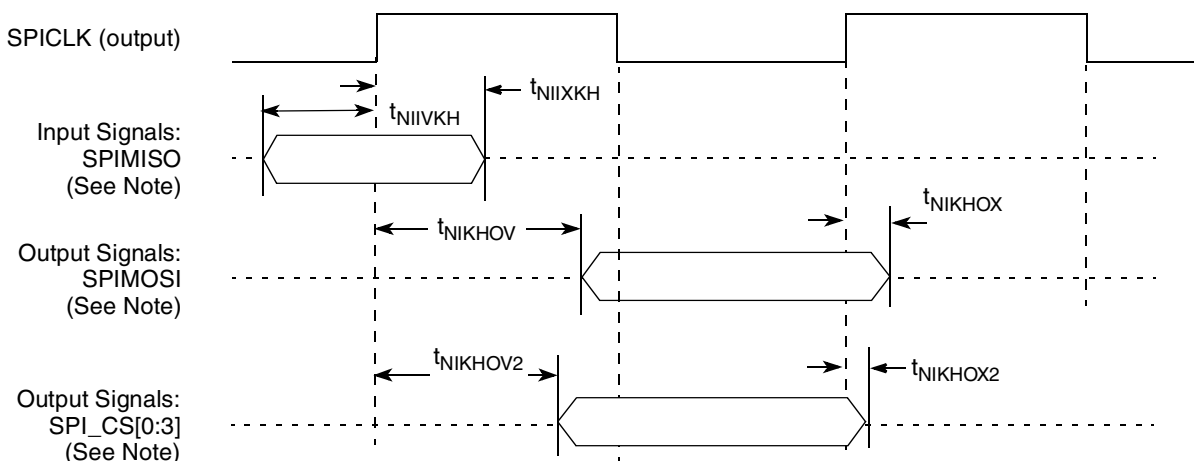 SPICLK (output)
tNIIXKH
tNIIVKH
Input Signals:
SPIMISO
(See Note)
tNIKHOX
tNIKHOV
Output Signals:
SPIMOSI
(See Note)
tNIKHOV2
tNIKHOX2
Output Signals:
SPI_CS[0:3]
(See Note)